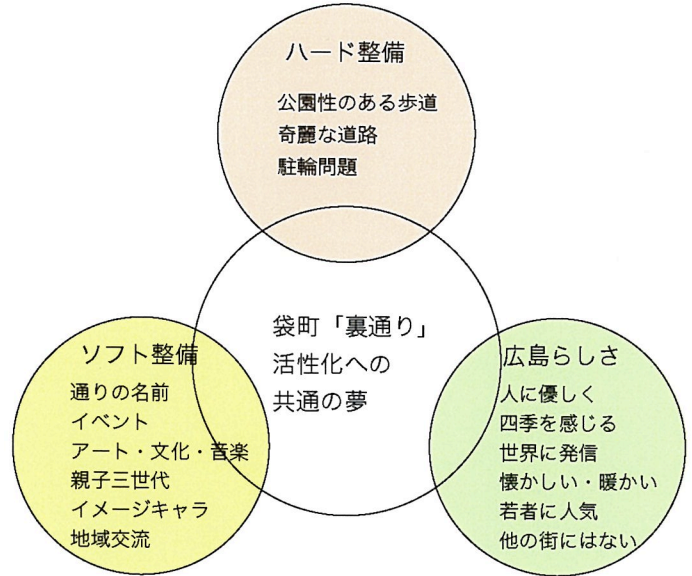 ハード整備
公園性のある歩道
奇麗な道路
駐輪問題
袋町「裏通り」
活性化への
共通の夢
ソフト整備
通りの名前
イベント
アート・文化・音楽
親子三世代
イメージキャラ
地域交流
広島らしさ
人に優しく
四季を感じる
世界に発信
懐かしい・暖かい
若者に人気
他の街にはない